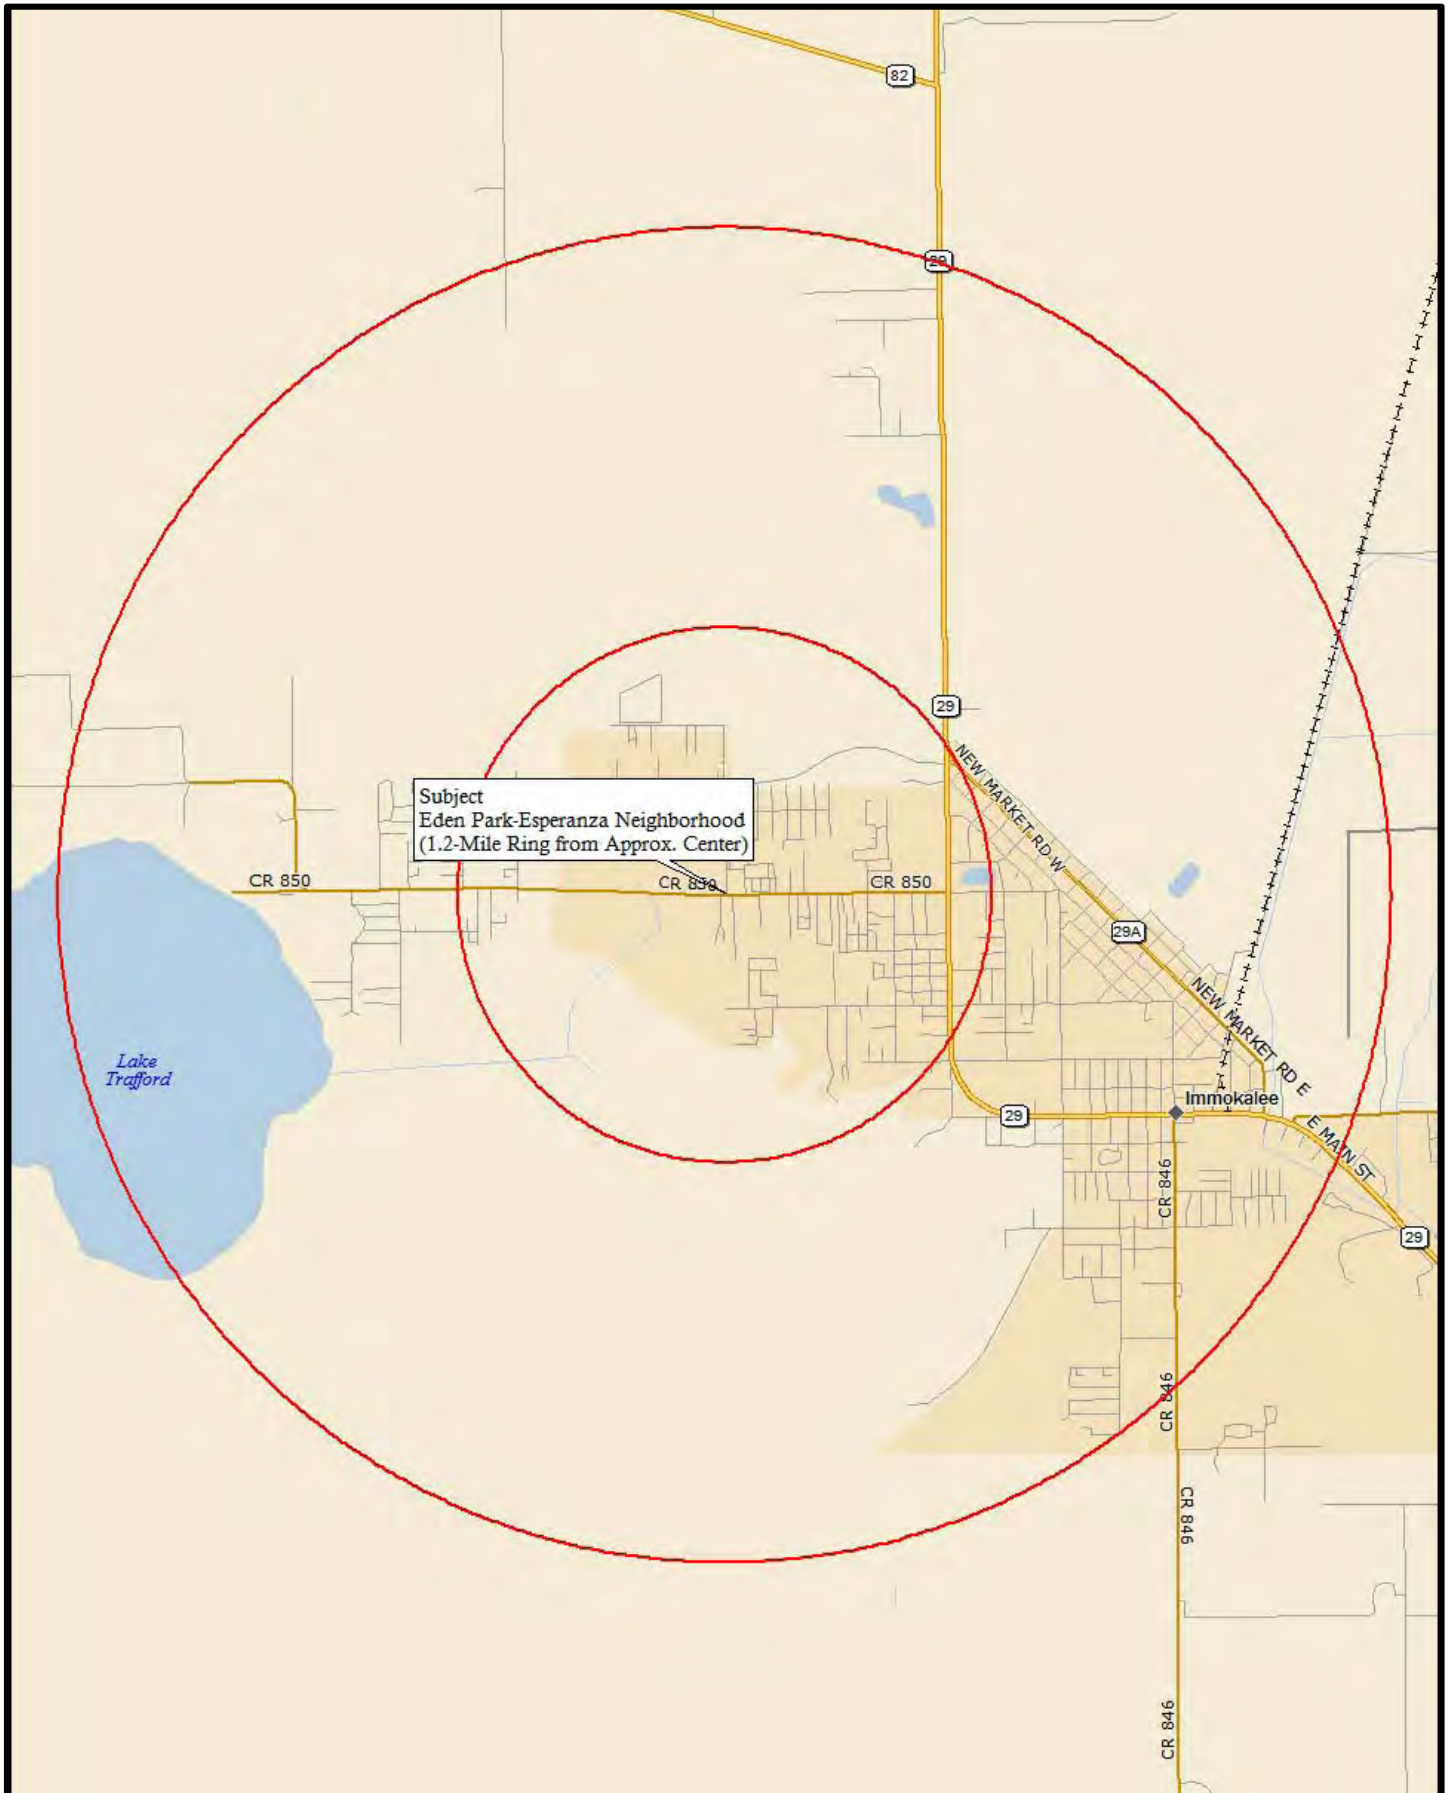 82
29
29
NEW MARKET RD W
Subject
Eden Park-Esperanza Neighborhood
(1.2-Mile Ring from Approx. Center)
CR 850
CR 850
CR 850
29A
NEW MARKET RD E
Lake
Trafford
Immokalee
29
E MAIN ST
CR 846
29
CR 846
CR 846
CR 846